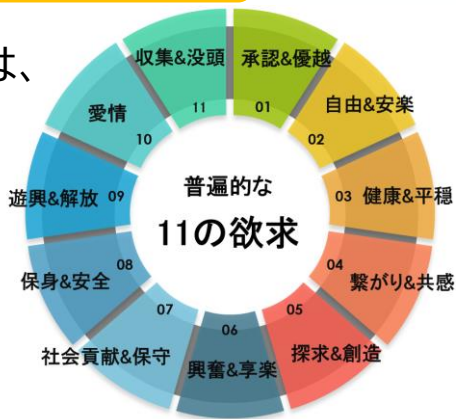 は、
普遍的な
11の欲求
承認&優越
01
自由&安楽
02
03 健康&平穏
04
繋がり&共感
05
探求&創造
06
興奮&享楽
07
社会貢献&保守
08
保身&安全
遊興&解放 09
愛情
10
収集&没頭
11